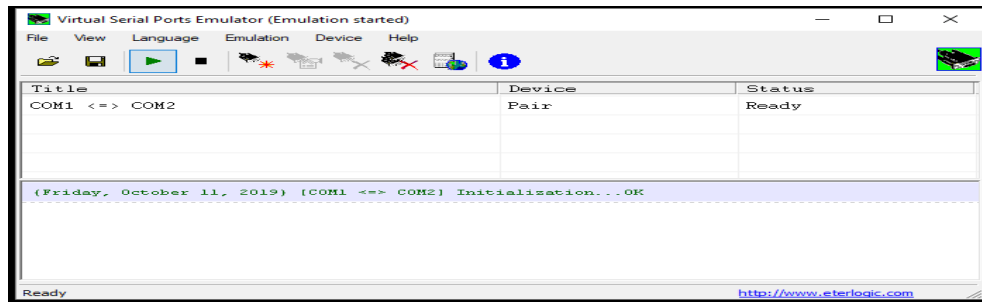 Virtual Serial Ports Emulator (Emulation started)
File View Language Emulation Device Help
Title Device Status
COM1 <=> COM2 Pair Ready
(Friday, October 11, 2019) [COM1 <=> COM2] Initialization...OK
Ready http://www.eterlogic.com